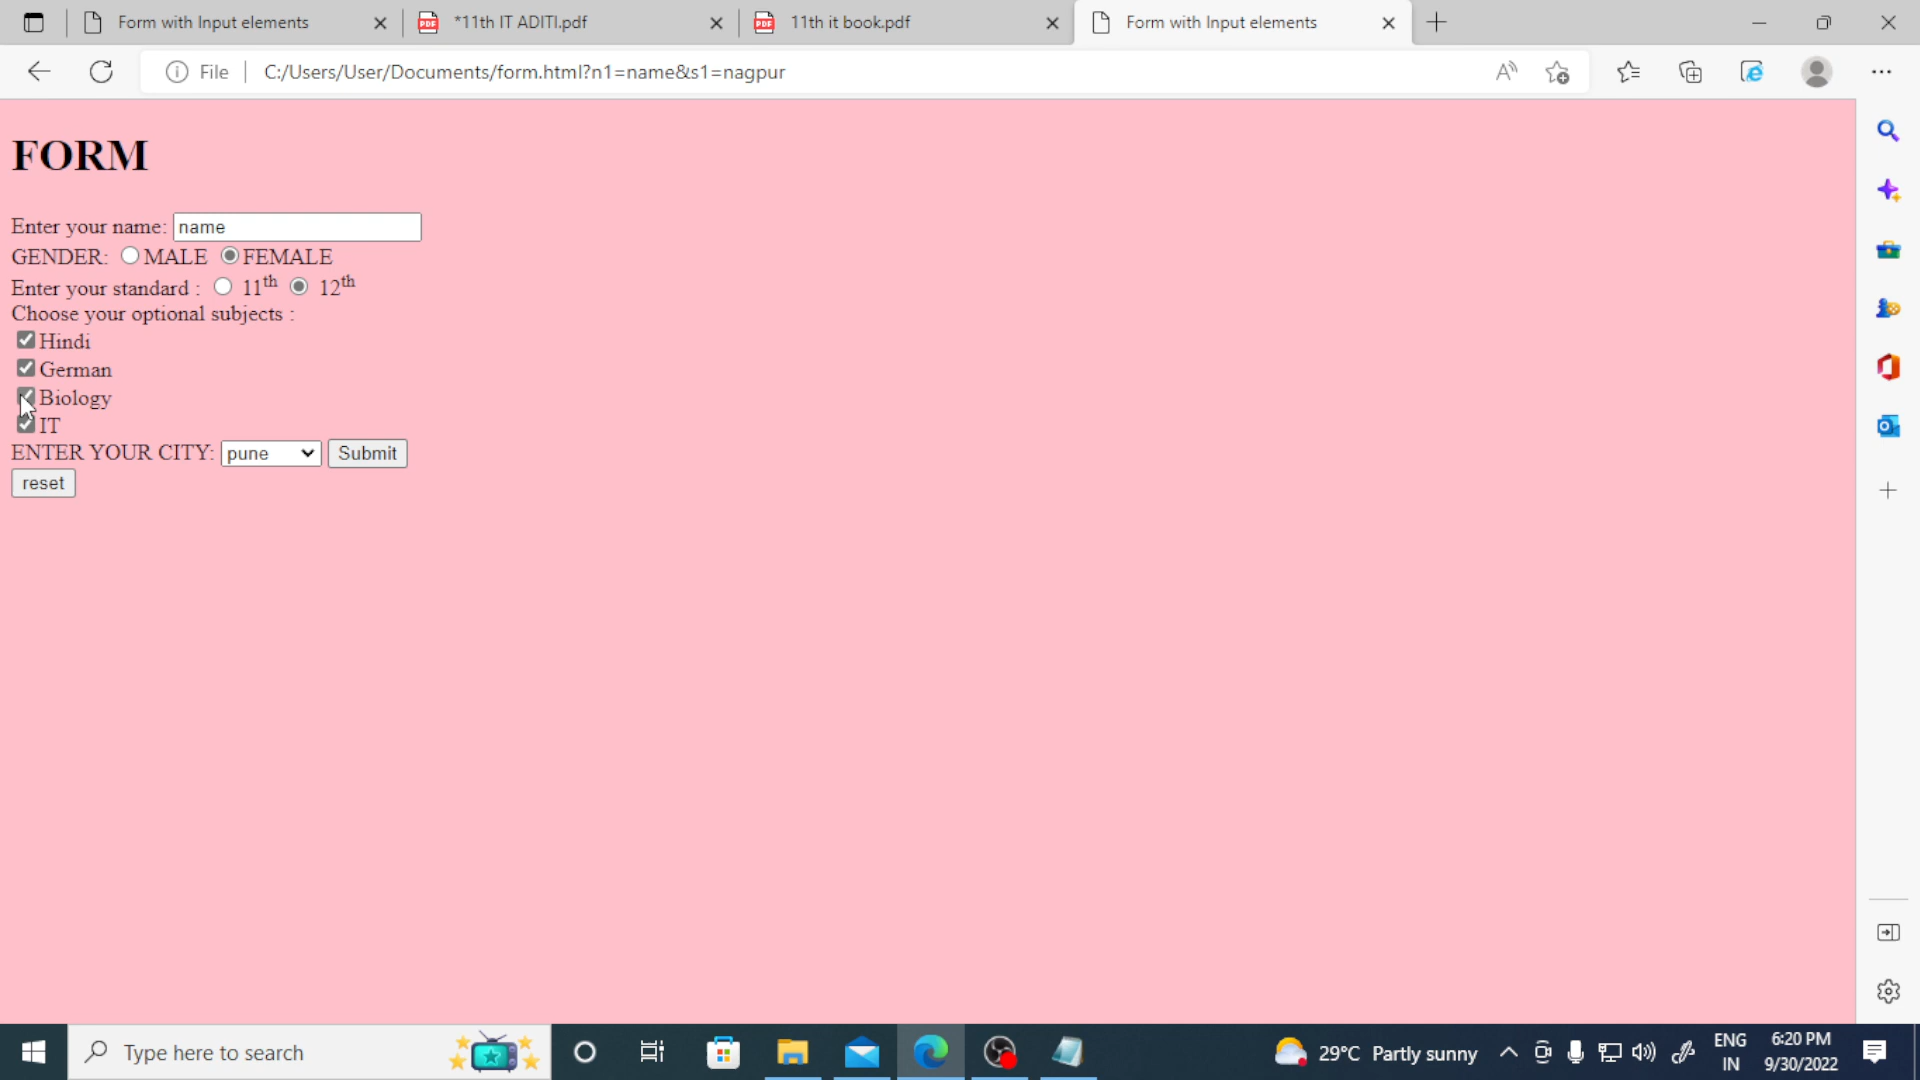 Form with Input elements
*11th IT ADITI.pdf
11th it book.pdf
Form with Input elements
File
C:/Users/User/Documents/form.html?n1=name&s1=nagpur
FORM
Enter your name: name
GENDER: MALE FEMALE
Enter your standard : 11th 12th
Choose your optional subjects :
Hindi
German
Biology
IT
ENTER YOUR CITY: pune Submit
reset
Type here to search
29°C Partly sunny
ENG
IN
6:20 PM
9/30/2022